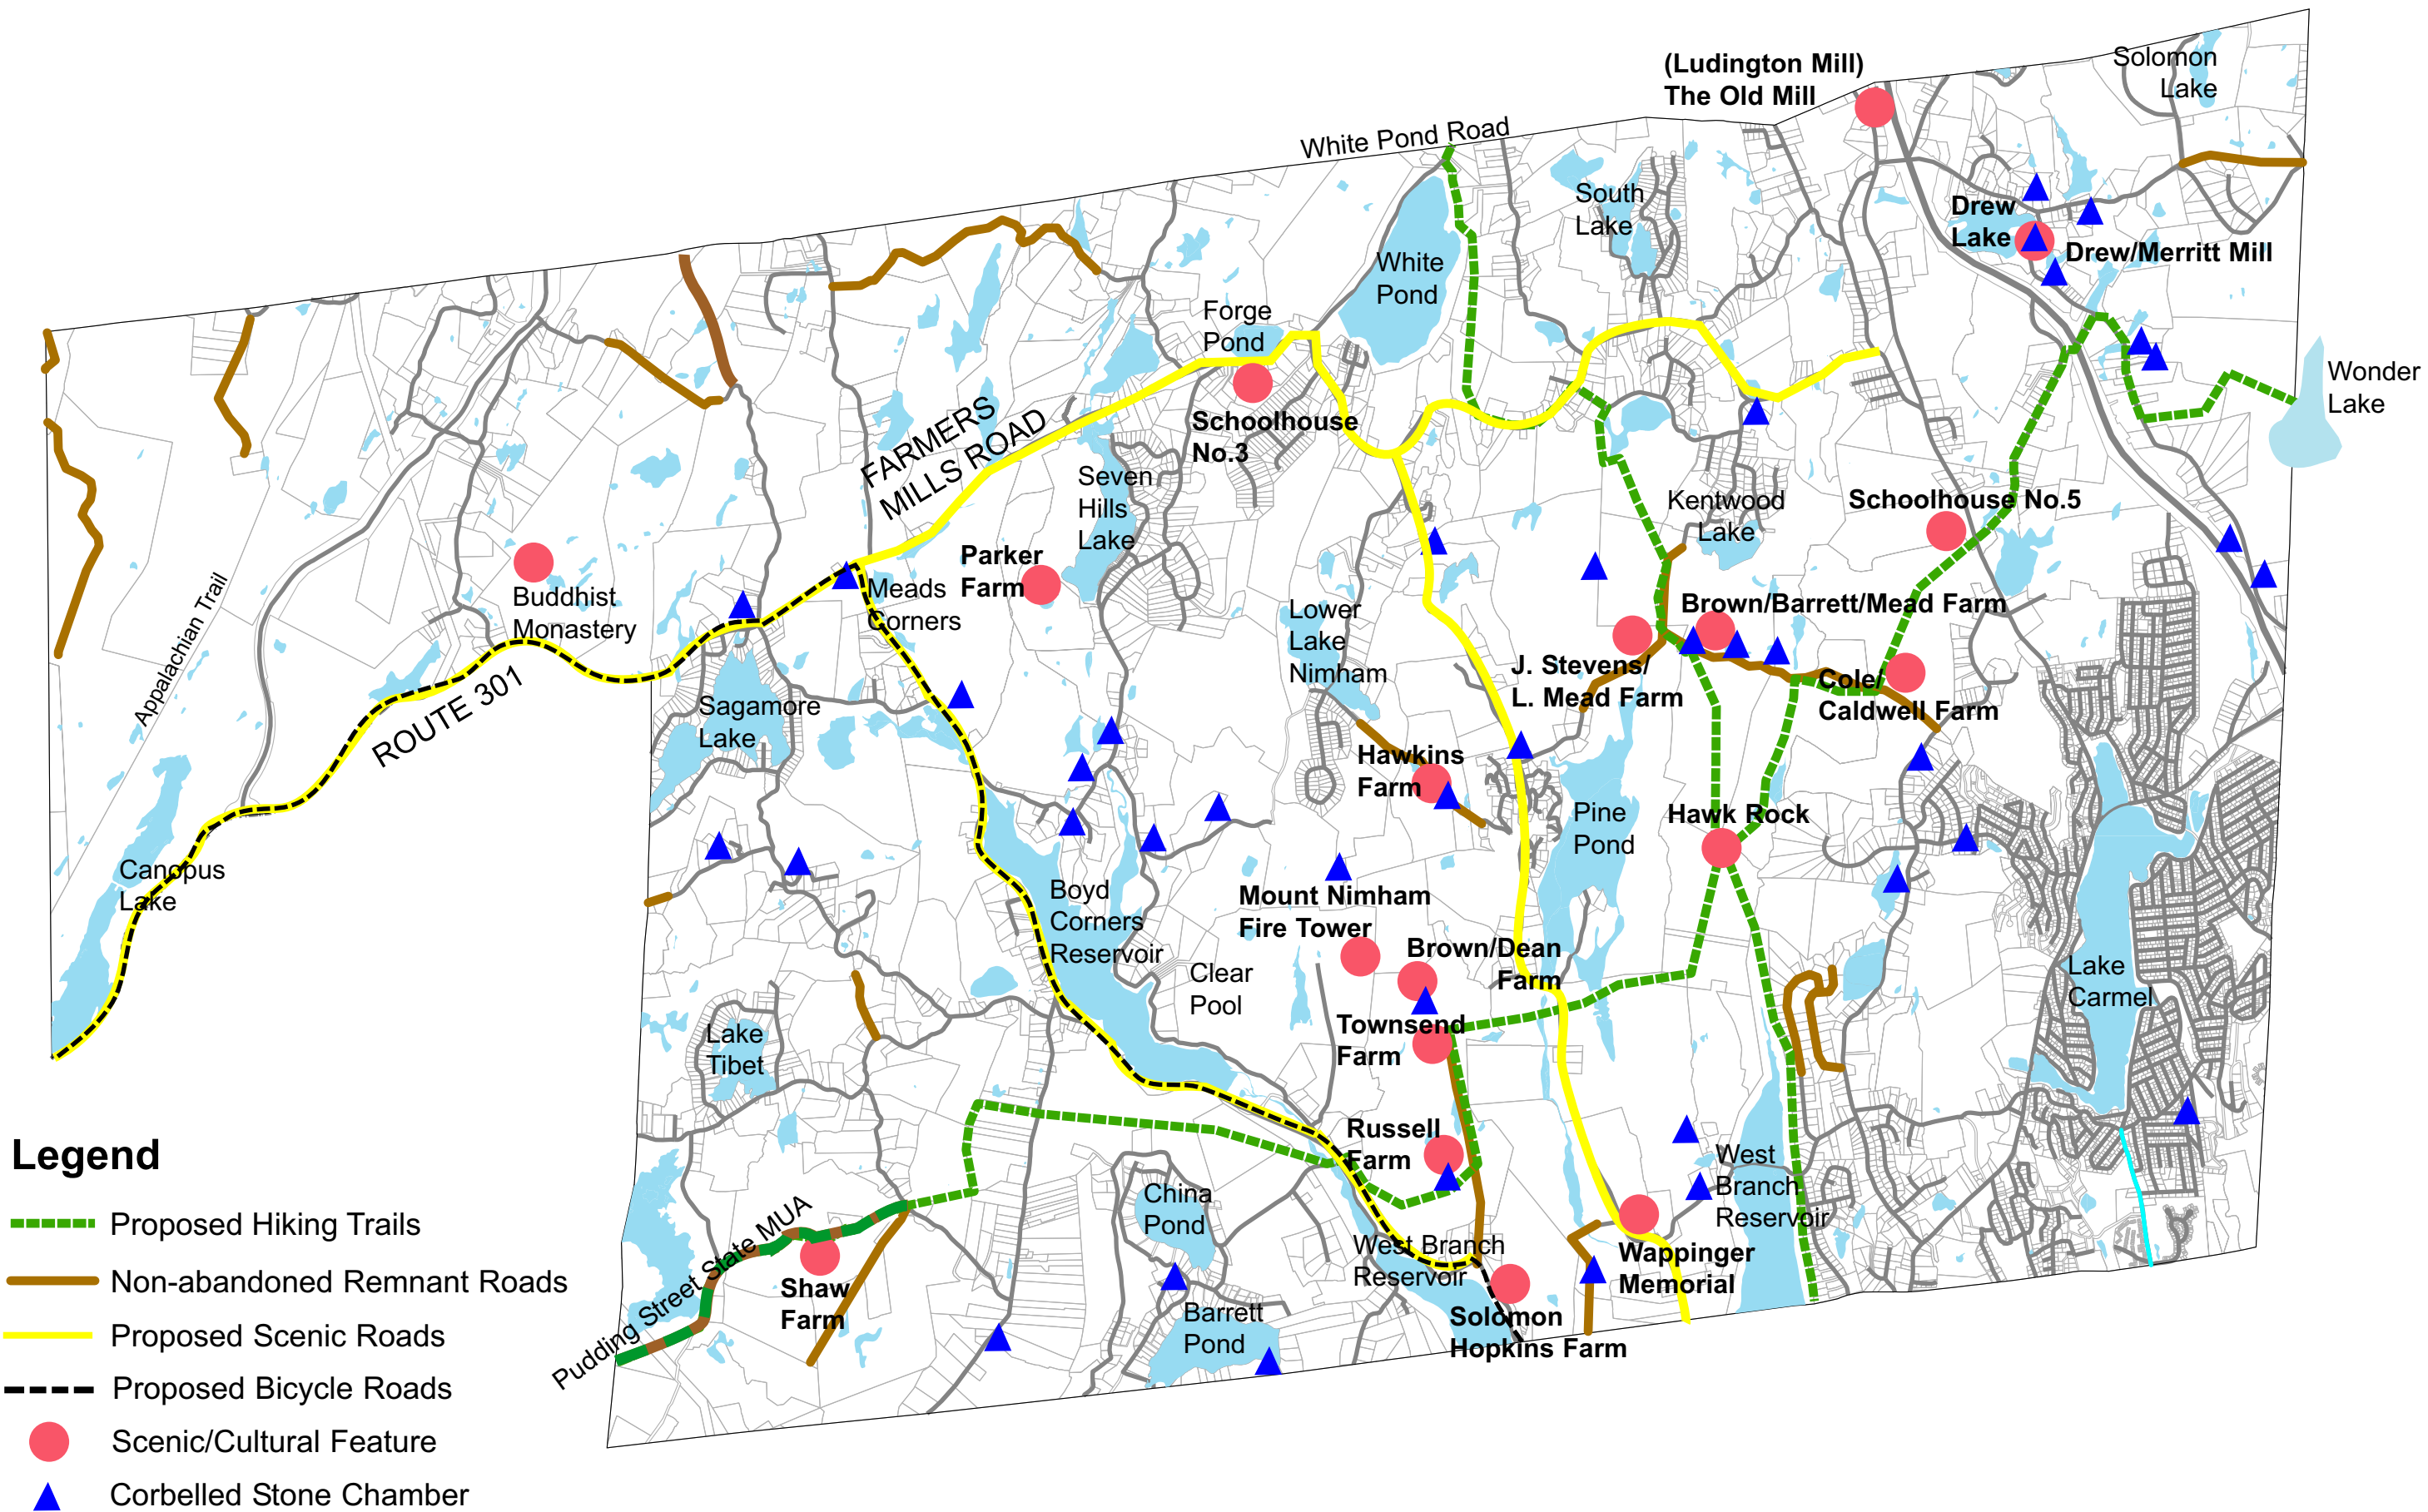 (Ludington Mill)
The Old Mill
Solomon
Lake
White Pond Road
South
Lake
Drew
Lake
Drew/Merritt Mill
White
Pond
Forge
Pond
Wonder
Lake
Schoolhouse
No.3
FARMERS
MILLS ROAD
Seven
Hills
Lake
Kentwood
Lake
Schoolhouse No.5
Parker
Farm
Buddhist
Monastery
Meads
Corners
Appalachian Trail
Lower
Lake
Nimham
Brown/Barrett/Mead Farm
J. Stevens/
L. Mead Farm
Cole/
Caldwell Farm
ROUTE 301
Sagamore
Lake
Hawkins
Farm
Pine
Pond
Hawk Rock
Canopus
Lake
Boyd
Corners
Reservoir
Mount Nimham
Fire Tower
Brown/Dean
Farm
Clear
Pool
Lake
Carmel
Lake
Tibet
Townsend
Farm
Russell
Farm
West
Branch
Reservoir
China
Pond
Pudding Street State MUA
Shaw
Farm
West Branch
Reservoir
Wappinger
Memorial
Barrett
Pond
Solomon
Hopkins Farm
Legend
Proposed Hiking Trails
Non-abandoned Remnant Roads
Proposed Scenic Roads
Proposed Bicycle Roads
Scenic/Cultural Feature
Corbelled Stone Chamber